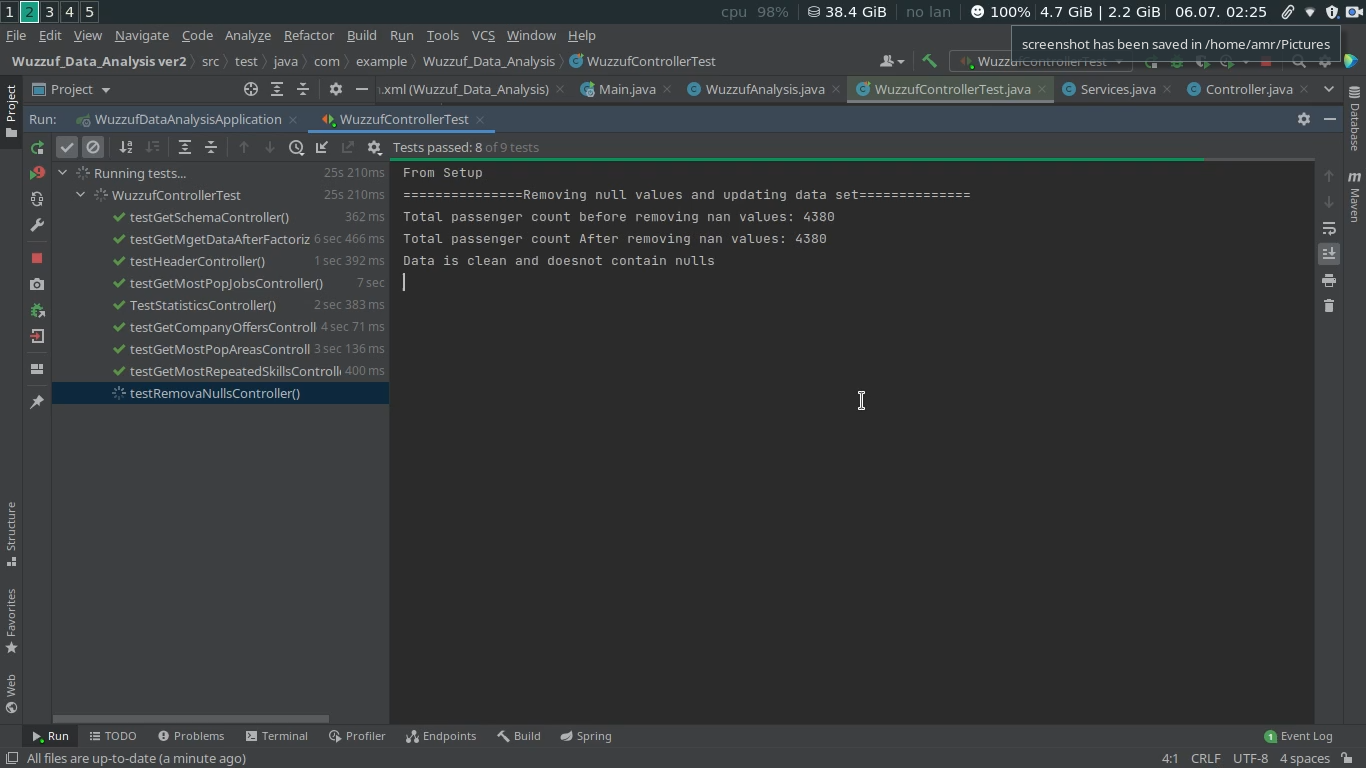 1 2 3 4 5 cpu 98% 38.4 GiB no lan 100% 4.7 GiB | 2.2 GiB 06.07. 02:25
File Edit View Navigate Code Analyze Refactor Build Run Tools VCS Window Help
screenshot has been saved in /home/amr/Pictures
Wuzzuf_Data_Analysis ver2 src test java com example Wuzzuf_Data_Analysis WuzzufControllerTest
WuzzufControllerTest
Project .xml (Wuzzuf_Data_Analysis) Main.java WuzzufAnalysis.java WuzzufControllerTest.java Services.java Controller.java
Run: WuzzufDataAnalysisApplication WuzzufControllerTest
Tests passed: 8 of 9 tests
Running tests... 25s 210ms
WuzzufControllerTest 25s 210ms
testGetSchemaController() 362 ms
testGetMgetDataAfterFactoriz 6 sec 466 ms
testHeaderController() 1 sec 392 ms
testGetMostPopJobsController() 7 sec
TestStatisticsController() 2 sec 383 ms
testGetCompanyOffersControll 4 sec 71 ms
testGetMostPopAreasControll 3 sec 136 ms
testGetMostRepeatedSkillsControll 400 ms
testRemovaNullsController()
From Setup
===============Removing null values and updating data set==============
Total passenger count before removing nan values: 4380
Total passenger count After removing nan values: 4380
Data is clean and doesnot contain nulls
Project
Structure
Favorites
Web
Database
Maven
Run TODO Problems Terminal Profiler Endpoints Build Spring 1 Event Log
All files are up-to-date (a minute ago) 4:1 CRLF UTF-8 4 spaces